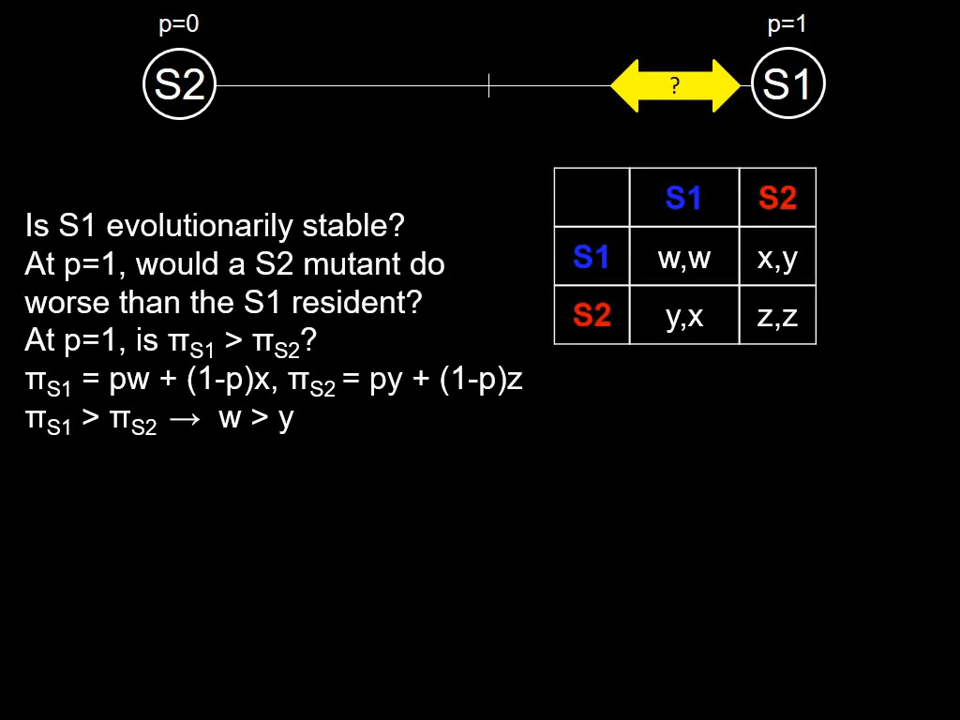 p=0 p=1
S2 ? S1
S1 S2
S1 w,w x,y
S2 y,x z,z
Is S1 evolutionarily stable?
At p=1, would a S2 mutant do
worse than the S1 resident?
At p=1, is πS1 > πS2?
πS1 = pw + (1-p)x, πS2 = py + (1-p)z
πS1 > πS2 → w > y